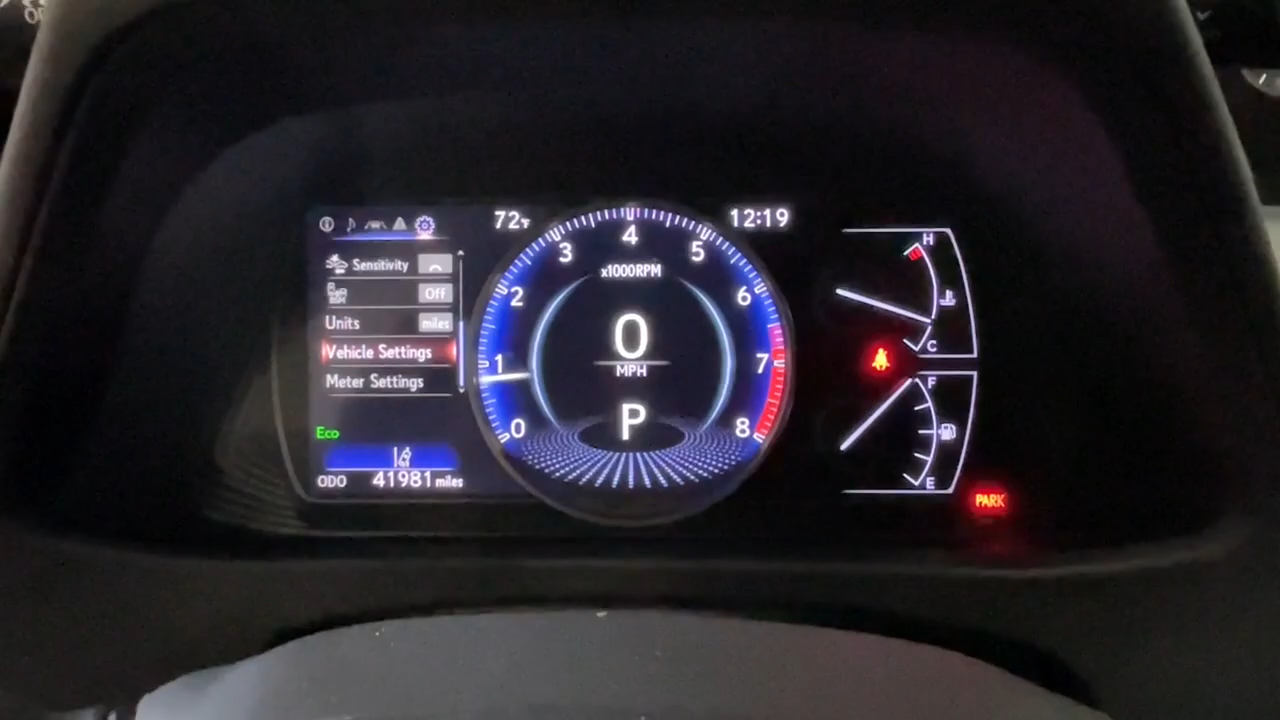 72°F
12:19
Sensitivity
BSM
Off
Units
miles
Vehicle Settings
Meter Settings
Eco
ODO 41981 miles
0
1
2
3
4
5
6
7
8
x1000RPM
0
MPH
P
H
C
F
E
PARK